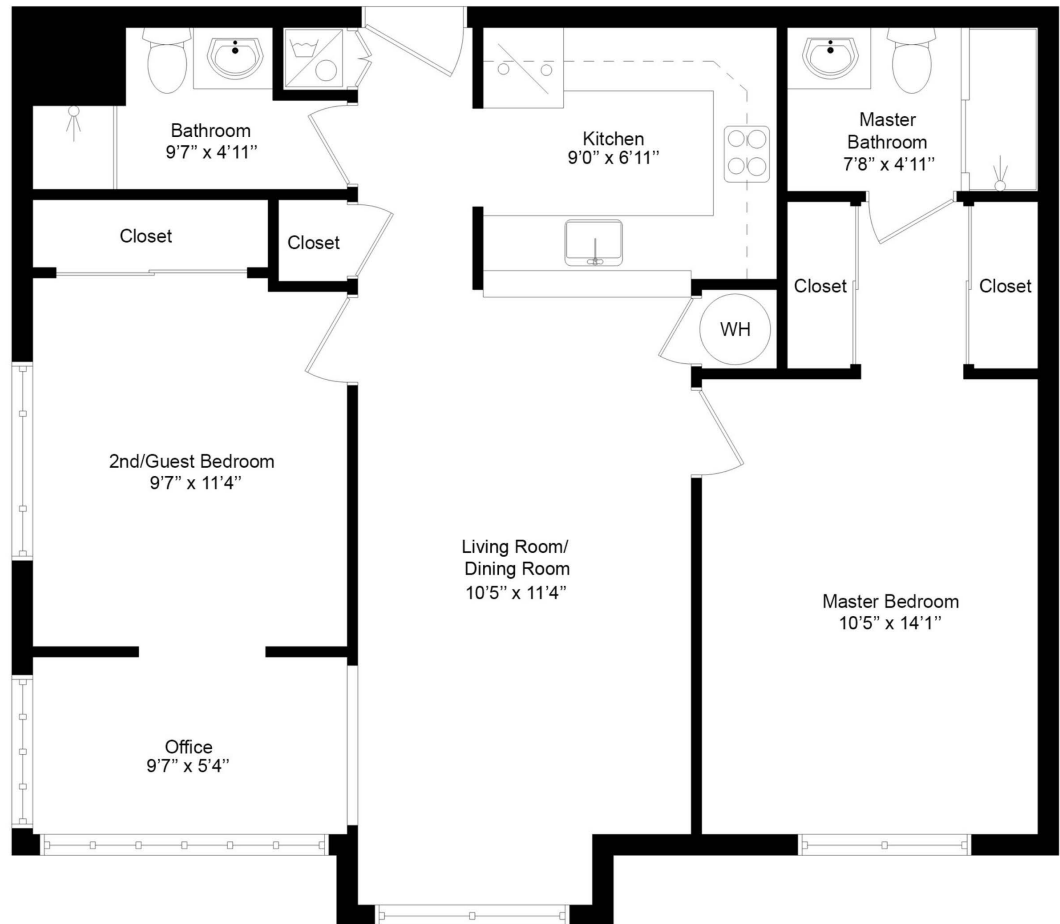 Bathroom
9’7’’ x 4’11’’
Kitchen
9’0’’ x 6’11’’
Master
Bathroom
7’8’’ x 4’11’’
Closet
Closet
Closet
Closet
WH
2nd/Guest Bedroom
9’7’’ x 11’4’’
Living Room/
Dining Room
10’5’’ x 11’4’’
Master Bedroom
10’5’’ x 14’1’’
Office
9’7’’ x 5’4’’